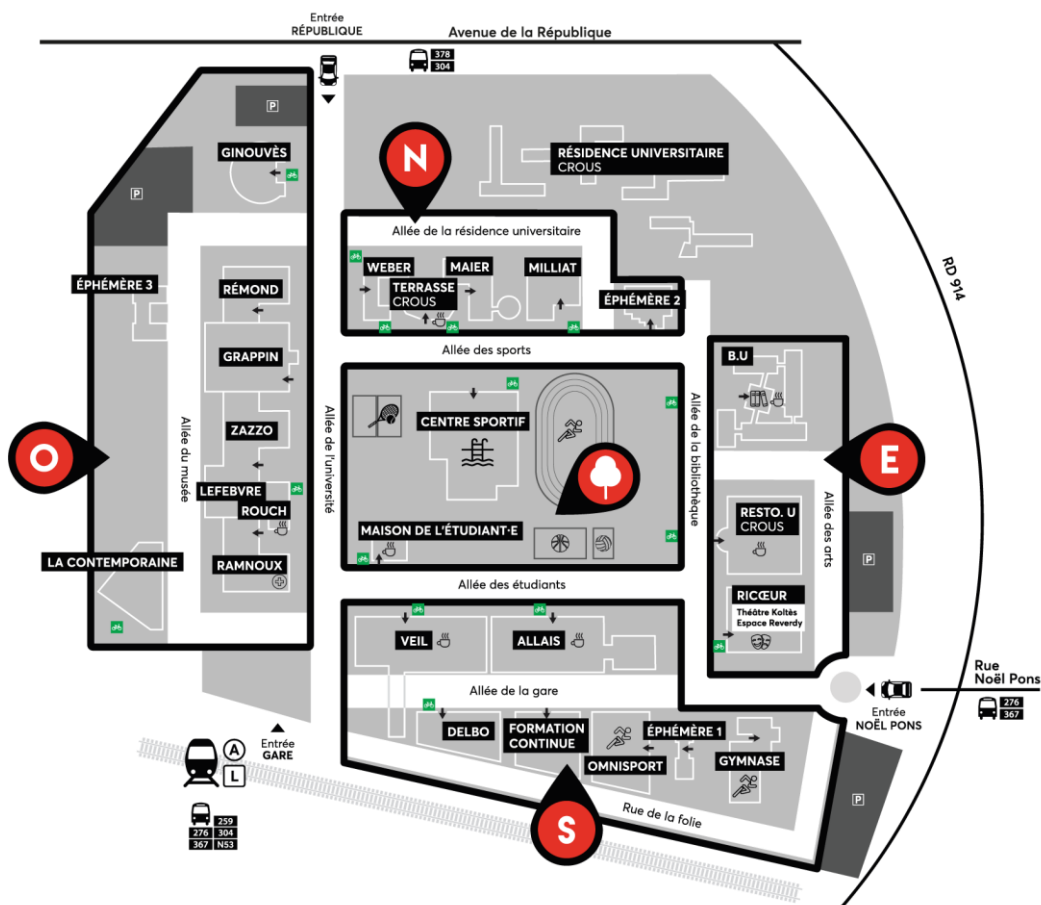 Entrée
RÉPUBLIQUE
Avenue de la République
378
304
P
GINOUVÈS
N
RÉSIDENCE UNIVERSITAIRE
CROUS
P
Allée de la résidence universitaire
WEBER
MAIER
MILLIAT
TERRASSE
CROUS
ÉPHÉMÈRE 2
ÉPHÉMÈRE 3
RÉMOND
RD 914
Allée des sports
GRAPPIN
B.U
Allée du musée
Allée de l'université
Allée de la bibliothèque
ZAZZO
CENTRE SPORTIF
O
E
LEFEBVRE
ROUCH
RESTO. U
CROUS
Allée des arts
MAISON DE L'ÉTUDIANT·E
LA CONTEMPORAINE
RAMNOUX
P
Allée des étudiants
RICŒUR
Théâtre Koltès
Espace Reverdy
VEIL
ALLAIS
Allée de la gare
Rue
Noël Pons
276
367
Entrée
NOËL PONS
DELBO
FORMATION
CONTINUE
ÉPHÉMÈRE 1
OMNISPORT
GYMNASE
Entrée
GARE
A
L
P
Rue de la folie
S
259
276 304
367 N53